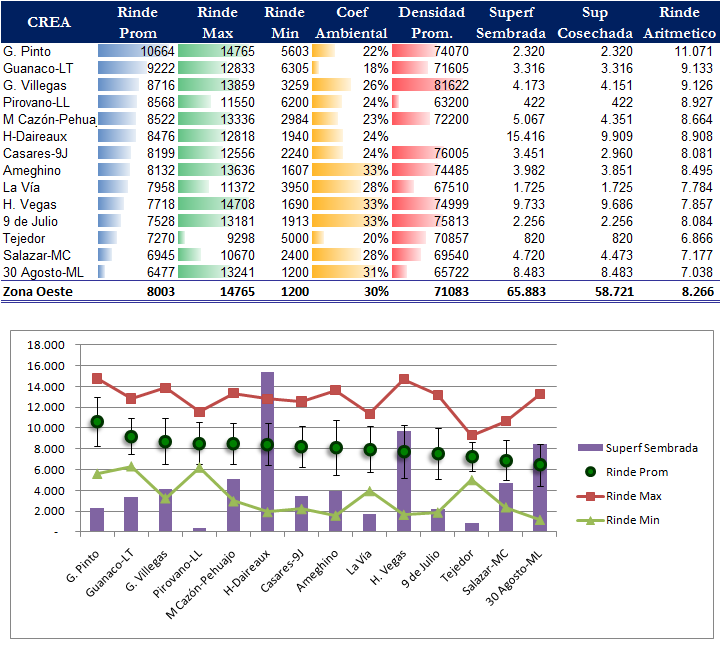 CREA Rinde Prom Rinde Max Rinde Min Coef Ambiental Densidad Prom. Superf Sembrada Sup Cosechada Rinde Aritmetico
G. Pinto 10664 14765 5603 22% 74070 2.320 2.320 11.071
Guanaco-LT 9222 12833 6305 18% 71605 3.316 3.316 9.133
G. Villegas 8716 13859 3259 26% 81622 4.173 4.151 9.126
Pirovano-LL 8568 11550 6200 24% 63200 422 422 8.927
M Cazón-Pehuaj 8522 13336 2984 23% 72200 5.067 4.351 8.664
H-Daireaux 8476 12818 1940 24% 15.416 9.909 8.908
Casares-9J 8199 12556 2240 24% 76005 3.451 2.960 8.081
Ameghino 8132 13636 1607 33% 74485 3.982 3.851 8.495
La Vía 7958 11372 3950 28% 67510 1.725 1.725 7.784
H. Vegas 7718 14708 1690 33% 74999 9.733 9.686 7.857
9 de Julio 7528 13181 1913 33% 75813 2.256 2.256 8.084
Tejedor 7270 9298 5000 20% 70857 820 820 6.866
Salazar-MC 6945 10670 2400 28% 69540 4.720 4.473 7.177
30 Agosto-ML 6477 13241 1200 31% 65722 8.483 8.483 7.038
Zona Oeste 8003 14765 1200 30% 71083 65.883 58.721 8.266
18.000
16.000
14.000
12.000
10.000
8.000
6.000
4.000
2.000
-
G. Pinto
Guanaco-LT
G. Villegas
Pirovano-LL
M Cazón-Pehuajo
H-Daireaux
Casares-9J
Ameghino
La Vía
H. Vegas
9 de Julio
Tejedor
Salazar-MC
30 Agosto-ML
Superf Sembrada
Rinde Prom
Rinde Max
Rinde Min